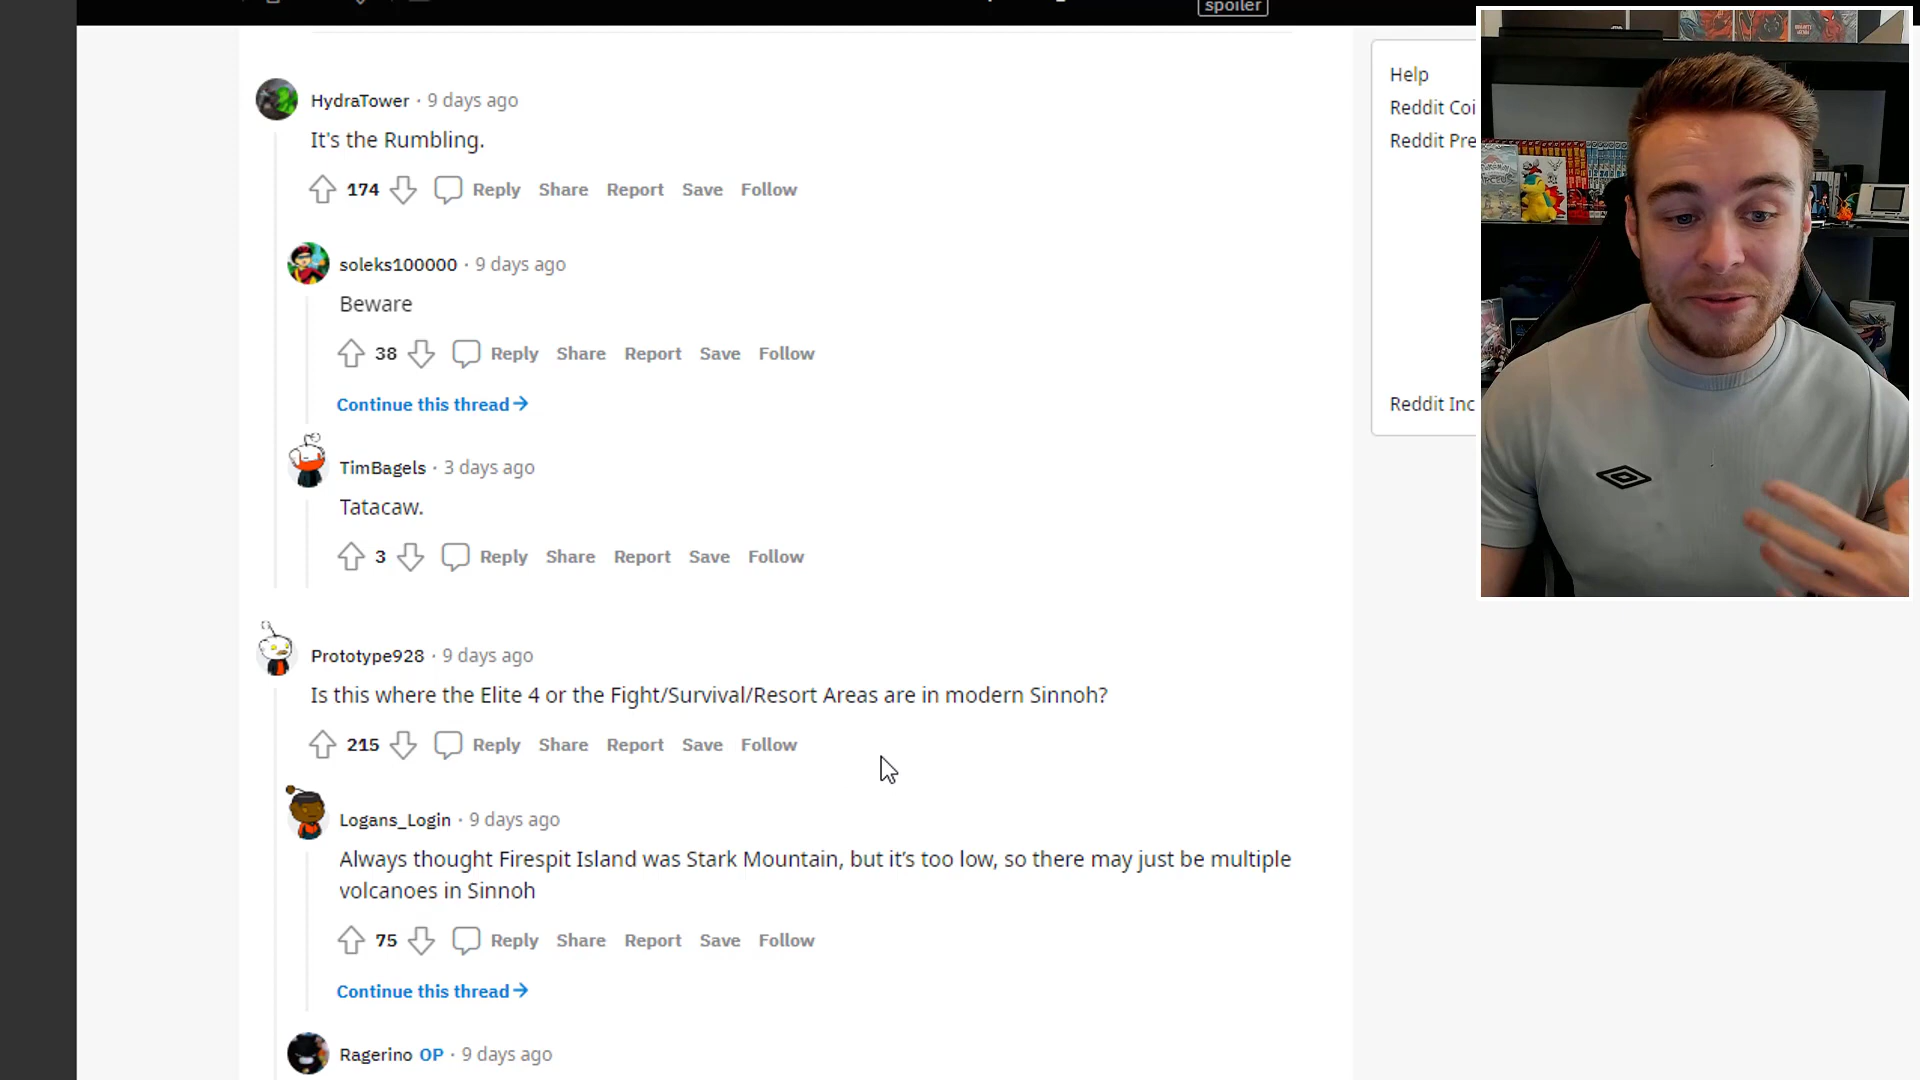 spoiler
HydraTower · 9 days ago
It's the Rumbling.
174 Reply Share Report Save Follow
soleks100000 · 9 days ago
Beware
38 Reply Share Report Save Follow
Continue this thread→
TimBagels · 3 days ago
Tatacaw.
3 Reply Share Report Save Follow
Prototype928 · 9 days ago
Is this where the Elite 4 or the Fight/Survival/Resort Areas are in modern Sinnoh?
215 Reply Share Report Save Follow
Logans_Login · 9 days ago
Always thought Firespit Island was Stark Mountain, but it's too low, so there may just be multiple
volcanoes in Sinnoh
75 Reply Share Report Save Follow
Continue this thread→
Ragerino OP · 9 days ago
Help
Reddit Coi
Reddit Pre
Reddit Inc